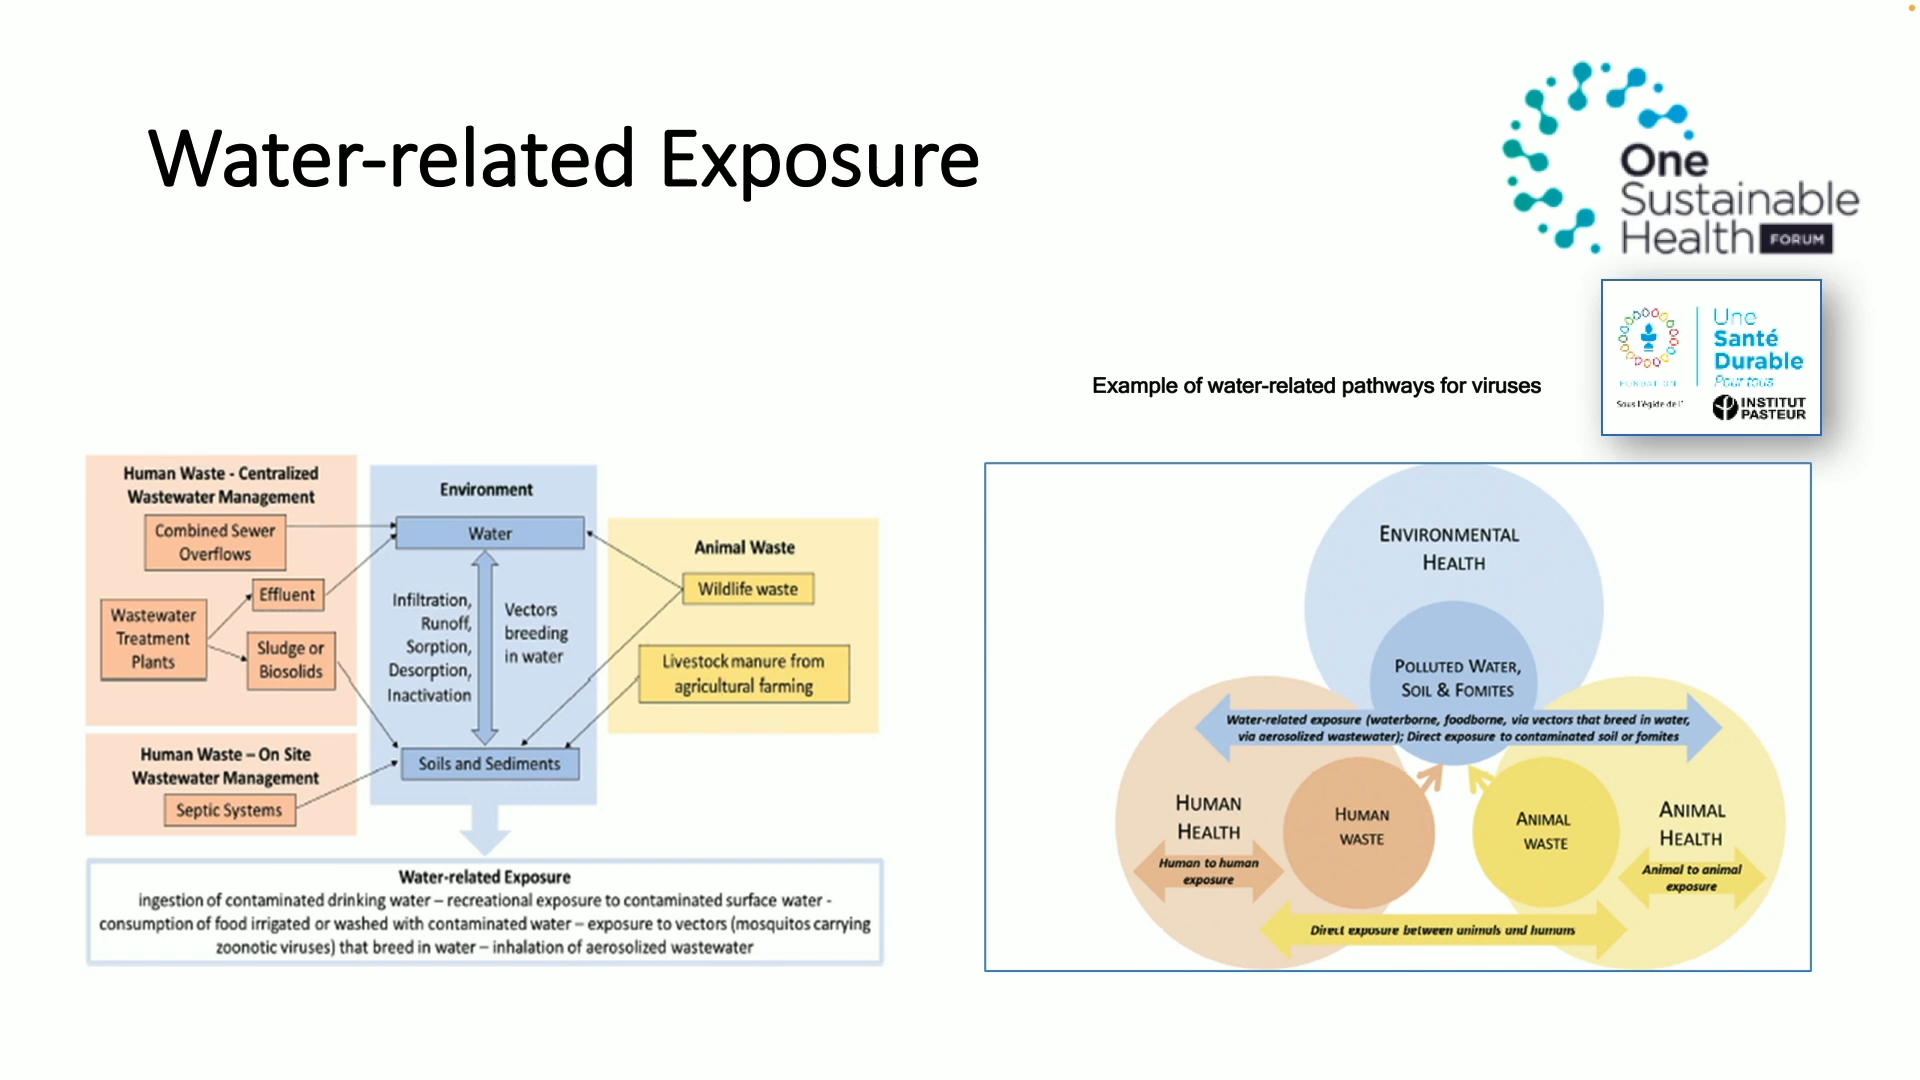 Water-related Exposure
One
Sustainable
Health FORUM
Une
Santé
Durable
Pour tous
FONDATION
Sous l'égide de l'
INSTITUT
PASTEUR
Example of water-related pathways for viruses
Human Waste - Centralized
Wastewater Management
Combined Sewer
Overflows
Effluent
Wastewater
Treatment
Plants
Sludge or
Biosolids
Human Waste – On Site
Wastewater Management
Septic Systems
Environment
Water
Infiltration,
Runoff,
Sorption,
Desorption,
Inactivation
Vectors
breeding
in water
Soils and Sediments
Animal Waste
Wildlife waste
Livestock manure from
agricultural farming
Water-related Exposure
ingestion of contaminated drinking water – recreational exposure to contaminated surface water -
consumption of food irrigated or washed with contaminated water – exposure to vectors (mosquitos carrying
zoonotic viruses) that breed in water – inhalation of aerosolized wastewater
ENVIRONMENTAL
HEALTH
POLLUTED WATER,
SOIL & FOMITES
Water-related exposure (waterborne, foodborne, via vectors that breed in water,
via aerosolized wastewater); Direct exposure to contaminated soil or fomites
HUMAN
HEALTH
Human to human
exposure
HUMAN
WASTE
ANIMAL
WASTE
ANIMAL
HEALTH
Animal to animal
exposure
Direct exposure between animals and humans